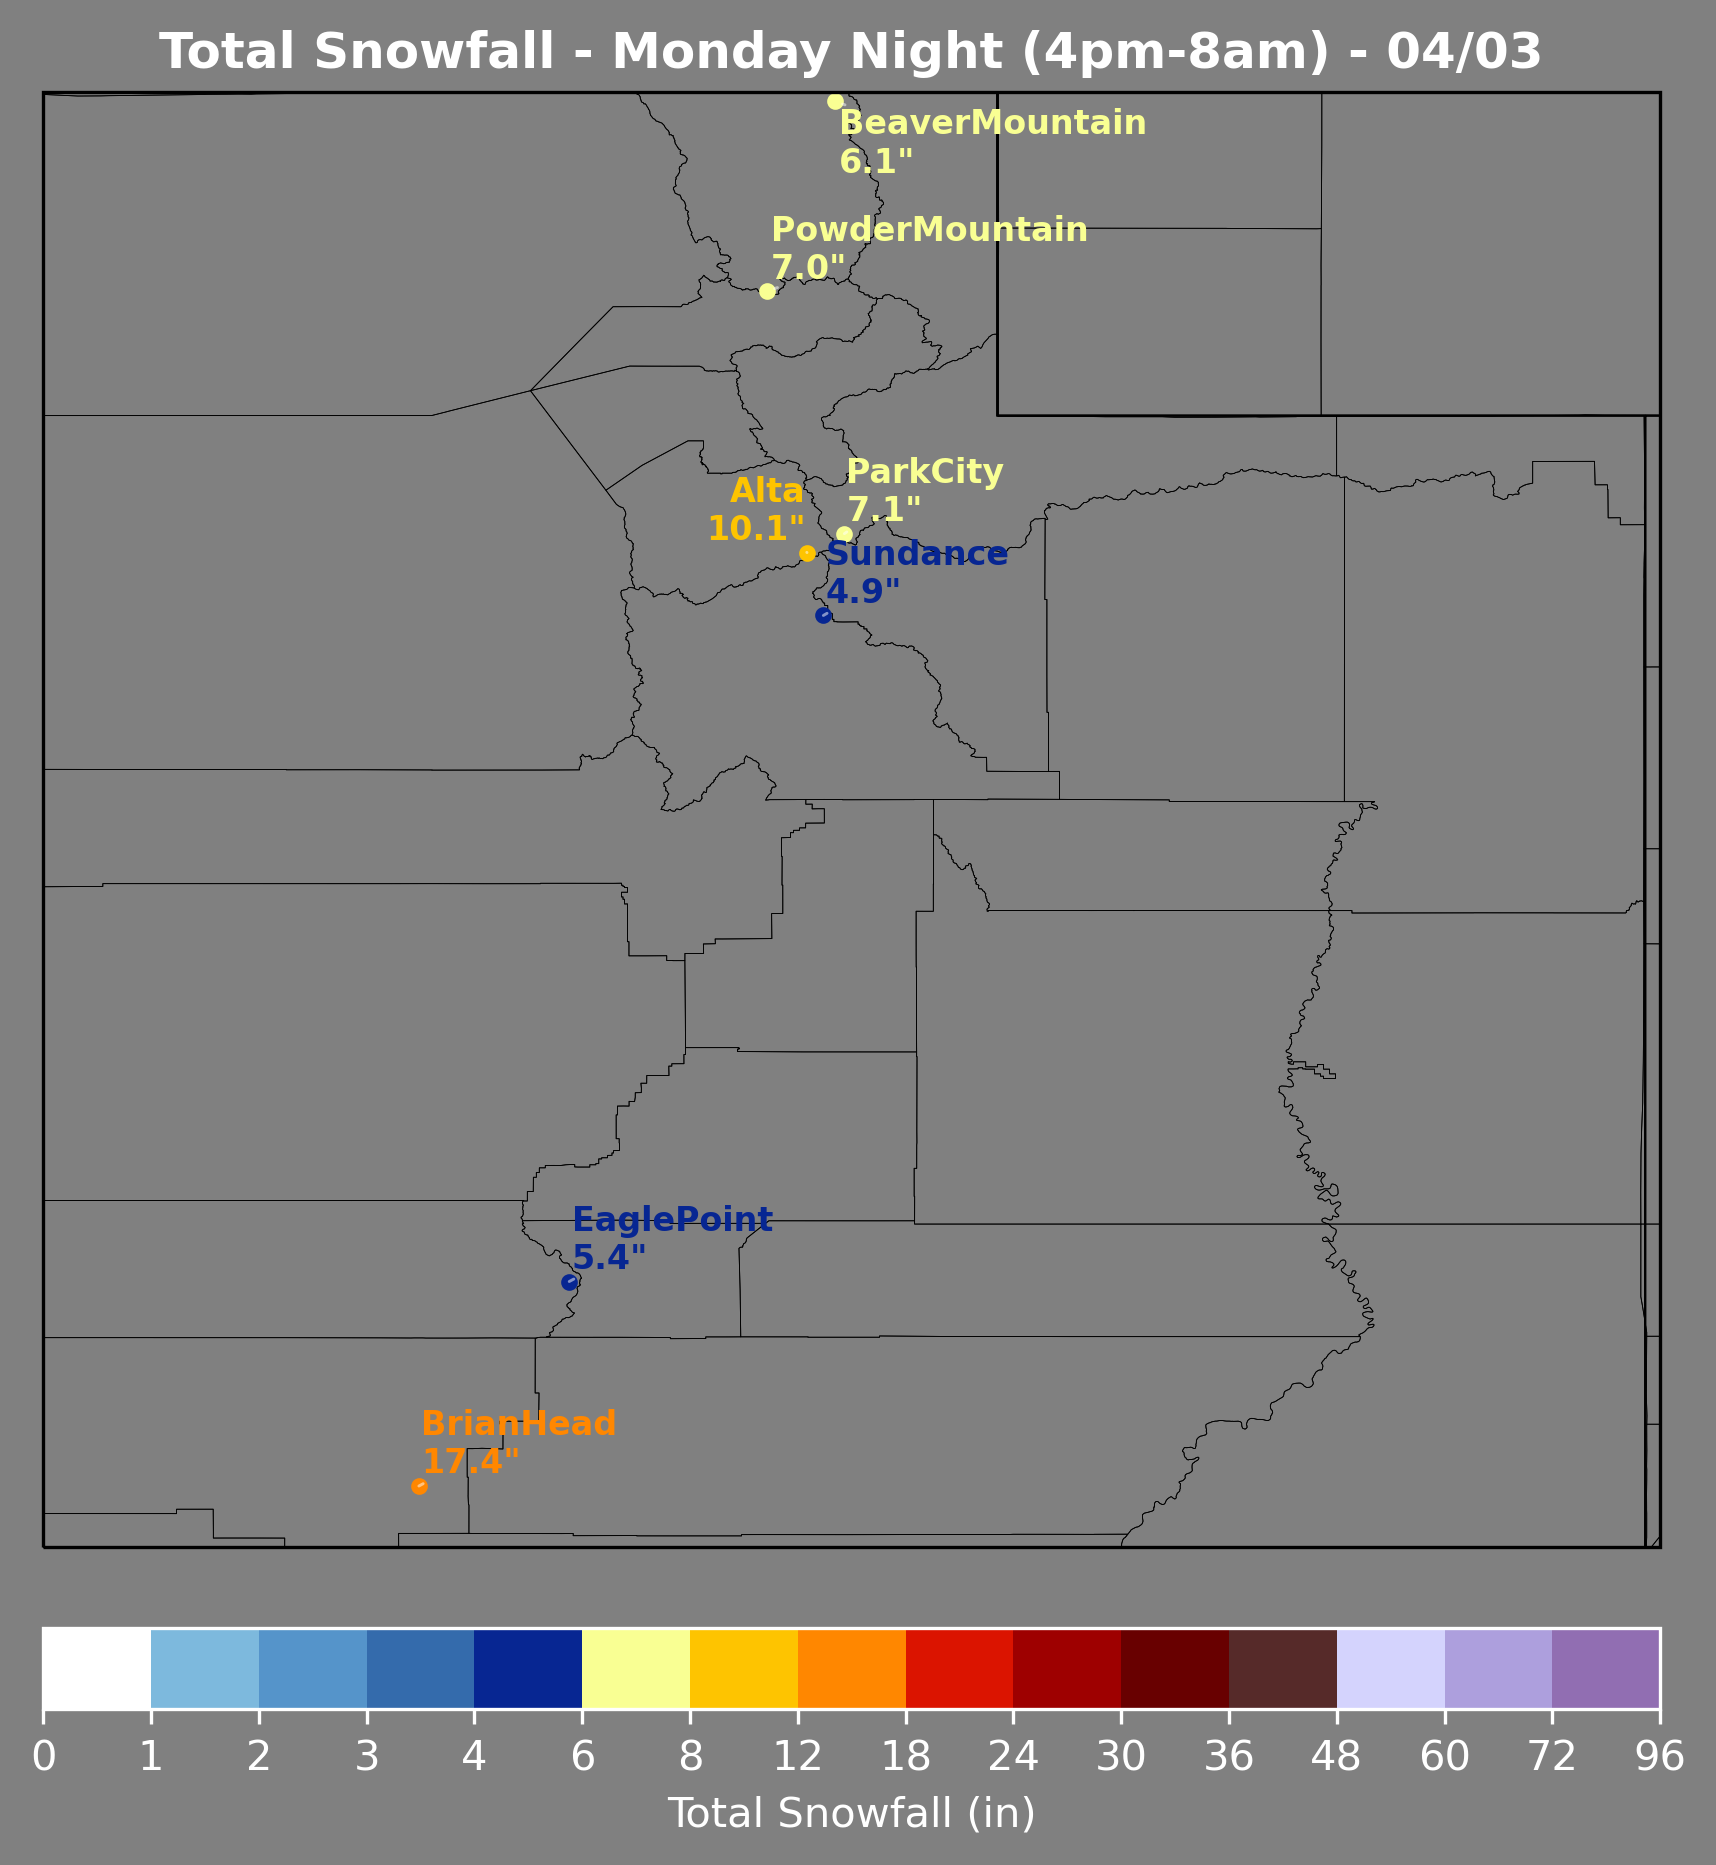 Total Snowfall - Monday Night (4pm-8am) - 04/03
BeaverMountain
6.1"
PowderMountain
7.0"
ParkCity
7.1"
Alta
10.1"
Sundance
4.9"
EaglePoint
5.4"
BrianHead
17.4"
0 1 2 3 4 6 8 12 18 24 30 36 48 60 72 96
Total Snowfall (in)